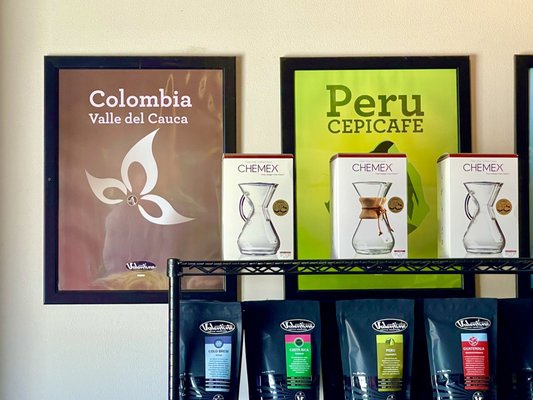 Colombia
Valle del Cauca
Peru
CEPICAFE
CHEMEX
CHEMEX
CHEMEX
Valentine
Valentine
Valentine
Valentine
Valentine
COLD BREW
COSTA RICA
PERU
GUATEMALA